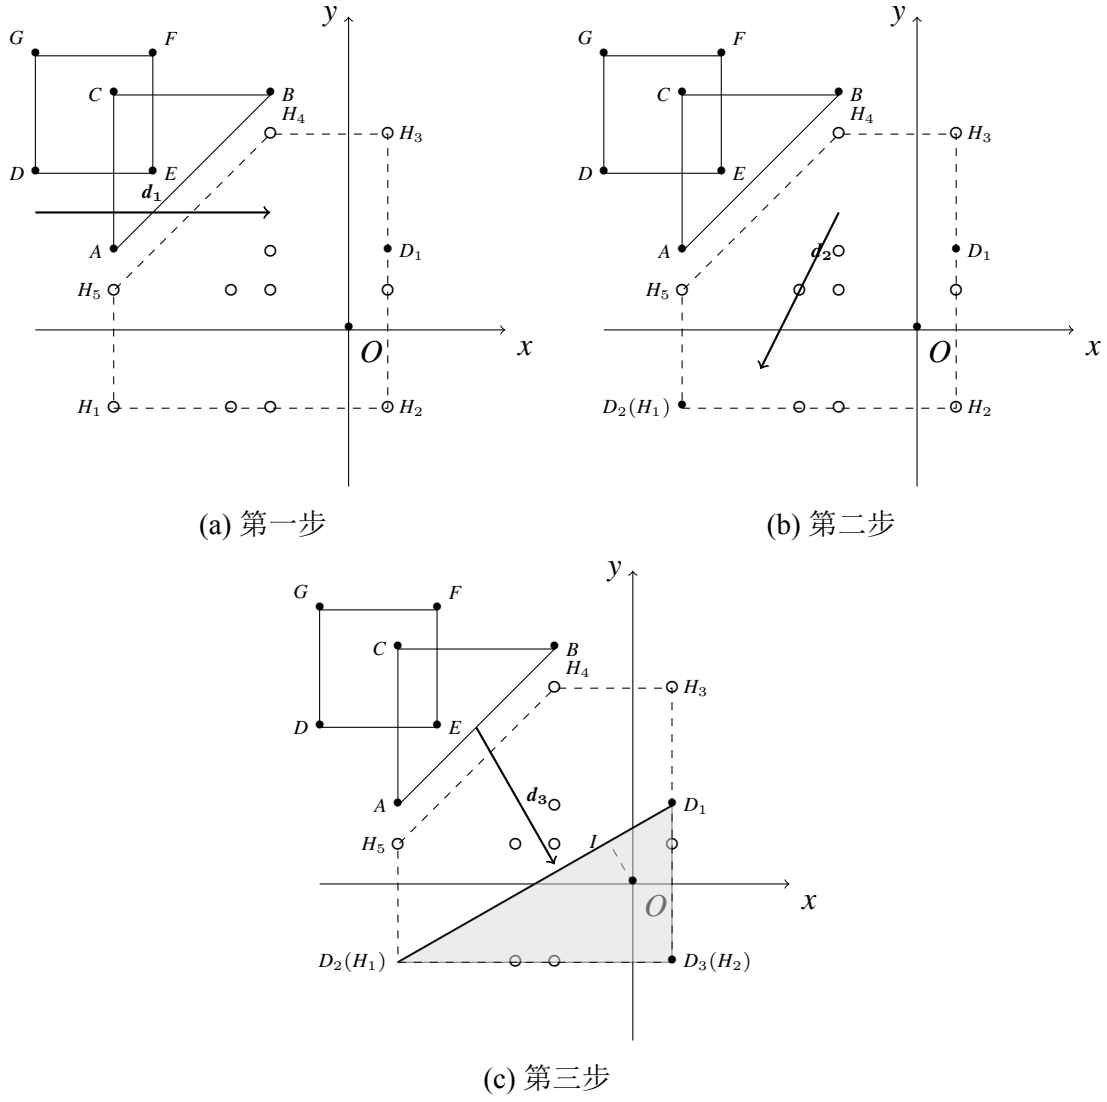 y
G F
C B
H₄
H₃
D E
d₁
A D₁
H₅
O x
H₁ H₂
(a) 第一步
y
G F
C B
H₄
H₃
D E
d₂
A D₁
H₅
O x
D₂(H₁) H₂
(b) 第二步
y
G F
C B
H₄
H₃
D E
d₃
A D₁
H₅ I
O x
D₂(H₁) D₃(H₂)
(c) 第三步